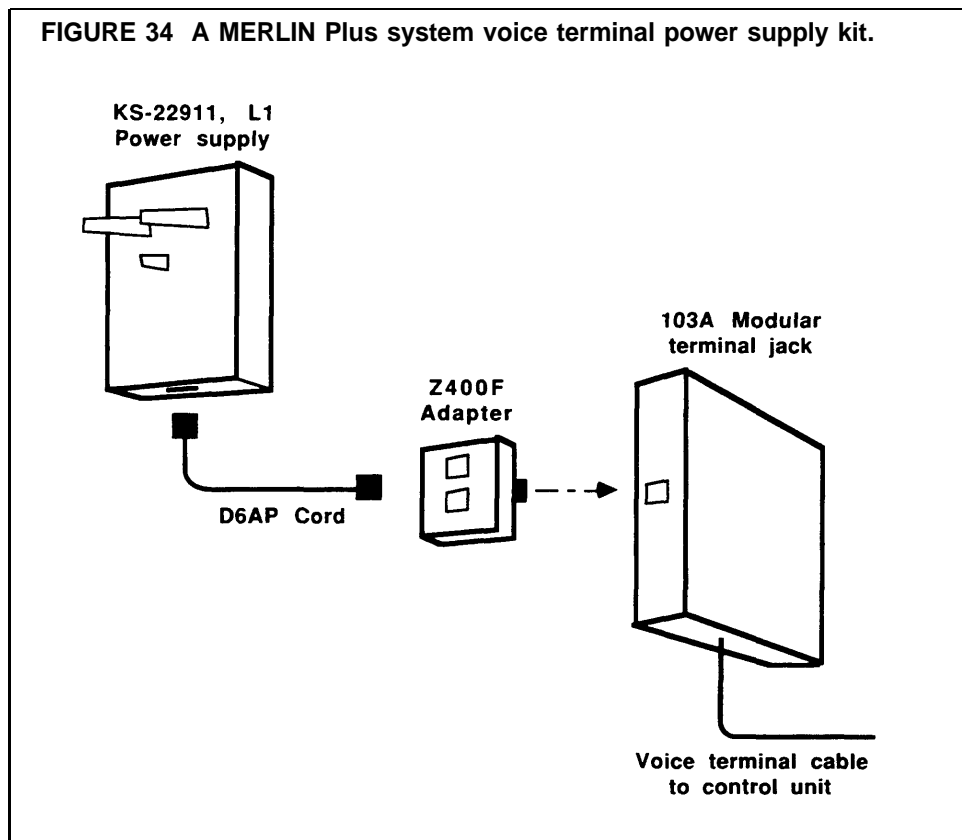 FIGURE 34 A MERLIN Plus system voice terminal power supply kit.
KS-22911, L1
Power supply
103A Modular
terminal jack
Z400F
Adapter
D6AP Cord
Voice terminal cable
to control unit